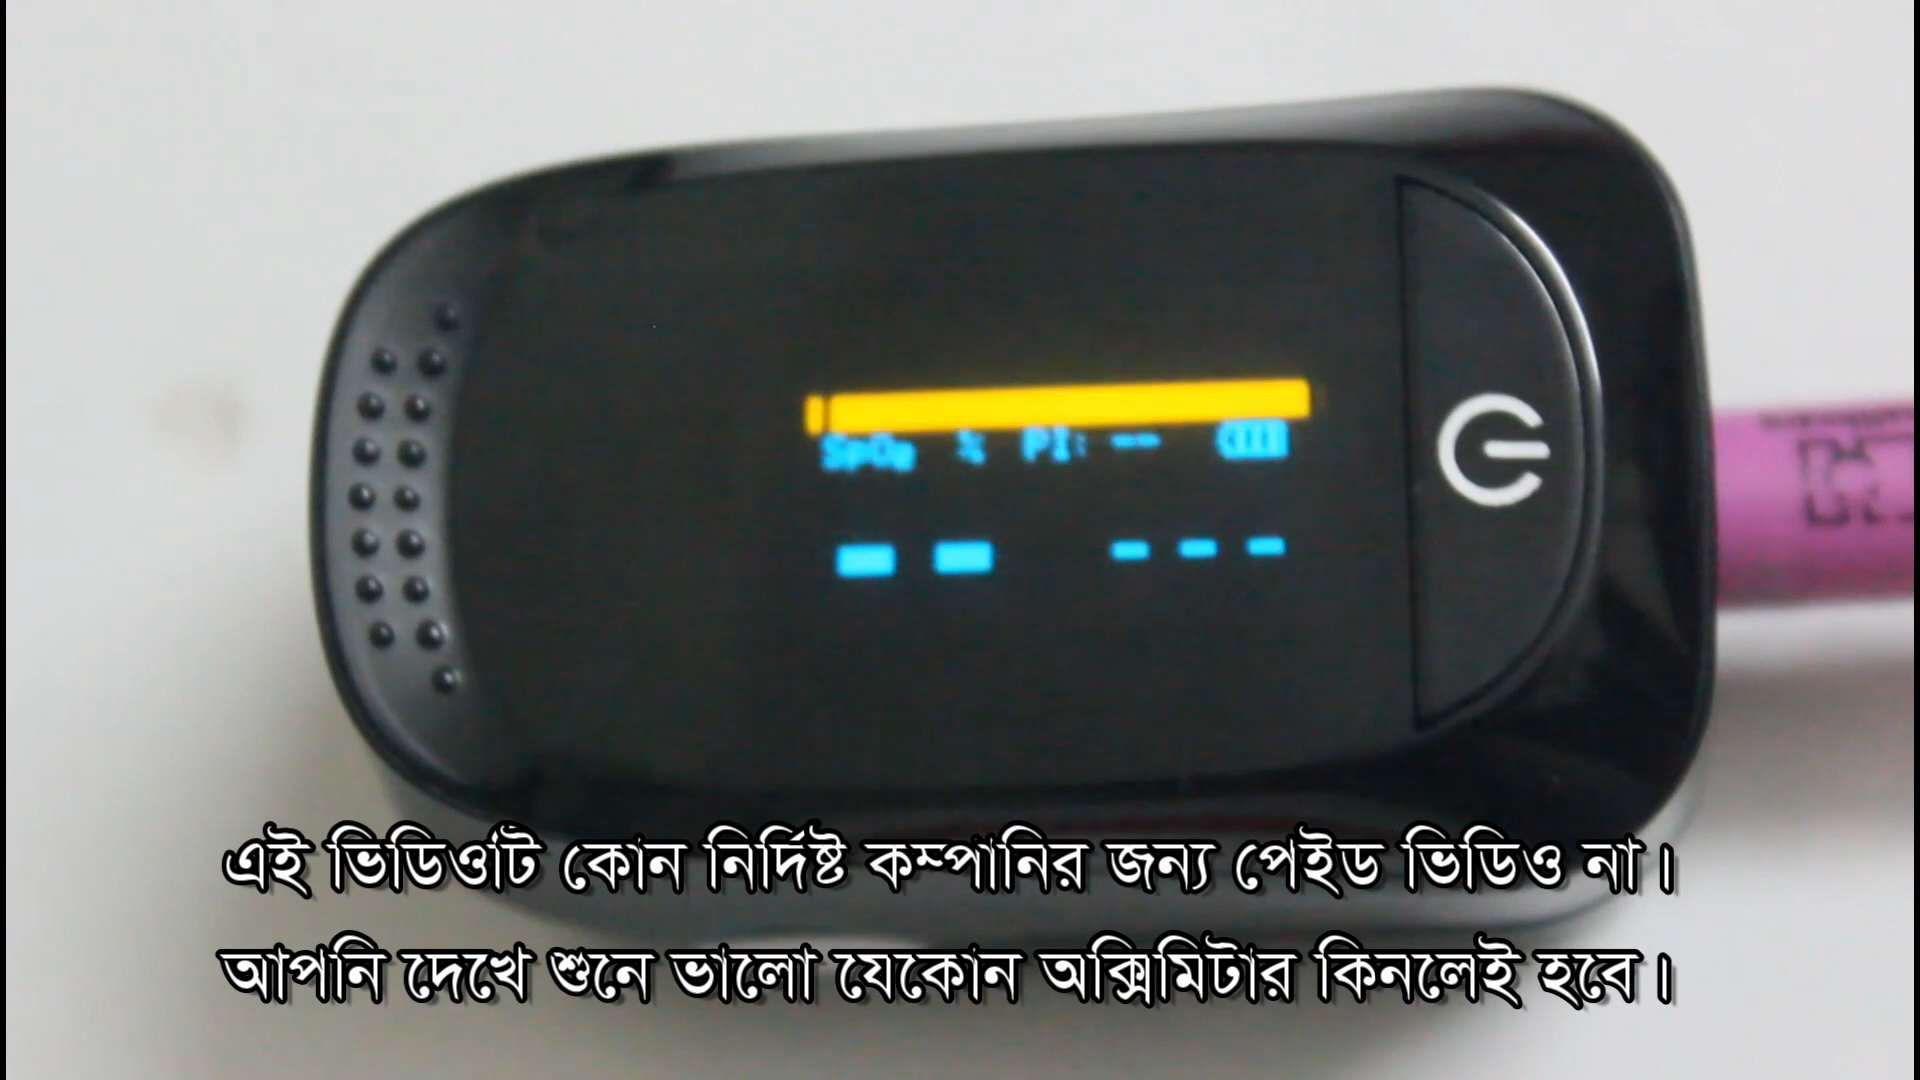 SpO₂ % PI: --
-- ---
এই ভিডিওটি কোন নির্দিষ্ট কম্পানির জন্য পেইড ভিডিও না।
আপনি দেখে শুনে ভালো যেকোন অক্সিমিটার কিনলেই হবে।